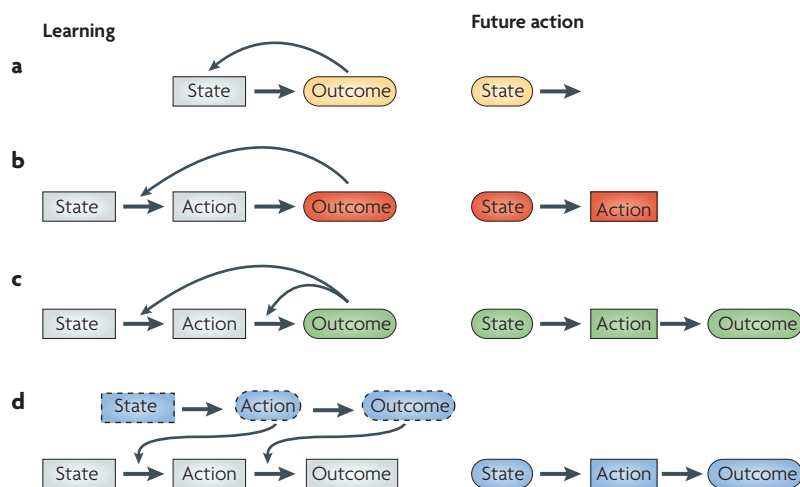 Learning Future action
a
State Outcome State
b
State Action Outcome State Action
c
State Action Outcome State Action Outcome
d
State Action Outcome
State Action Outcome State Action Outcome